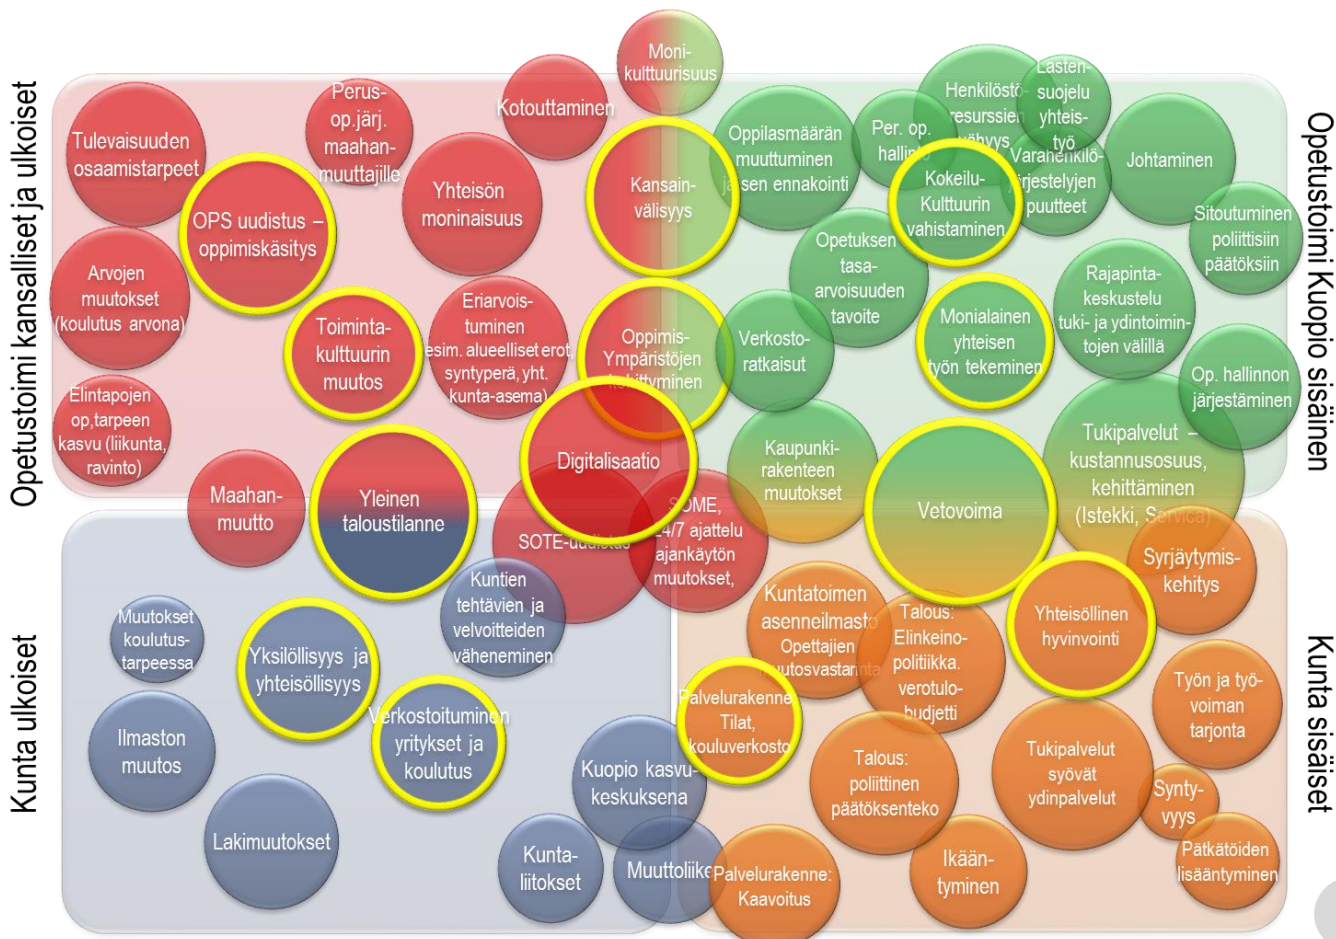 Opetustoimi kansalliset ja ulkoiset
Tulevaisuuden
osaamistarpeet
Perus-
op.järj.
maahan-
muuttajille
Kotouttaminen
Moni-
kulttuurisuus
OPS uudistus –
oppimiskäsitys
Yhteisön
moninaisuus
Kansain-
välisyys
Arvojen
muutokset
(koulutus arvona)
Toiminta-
kulttuurin
muutos
Eriarvois-
tuminen
esim. alueelliset erot,
syntyperä, yht.
kunta-asema)
Oppimis-
Ympäristöjen
kehittyminen
Elintapojen
op,tarpeen
kasvu (liikunta,
ravinto)
Maahan-
muutto
Yleinen
taloustilanne
Digitalisaatio
SOTE-uudistus
SOME,
24/7 ajattelu
ajankäytön
muutokset,
Opetustoimi Kuopio sisäinen
Oppilasmäärän
muuttuminen
ja sen ennakointi
Per. op.
hallinto
Henkilöstö-
resurssien
vähyys
Lasten-
suojelu
yhteis-
työ
Varahenkilö-
järjestelyjen
puutteet
Johtaminen
Kokeilu-
Kulttuurin
vahistaminen
Sitoutuminen
poliittisiin
päätöksiin
Opetuksen
tasa-
arvoisuuden
tavoite
Verkosto-
ratkaisut
Monialainen
yhteisen
työn tekeminen
Rajapinta-
keskustelu
tuki- ja ydintoimin-
tojen välillä
Op. hallinnon
järjestäminen
Kaupunki-
rakenteen
muutokset
Vetovoima
Tukipalvelut –
kustannusosuus,
kehittäminen
(Istekki, Servica)
Kunta ulkoiset
Kuntien
tehtävien ja
velvoitteiden
väheneminen
Muutokset
koulutus-
tarpeessa
Yksilöllisyys ja
yhteisöllisyys
Verkostoituminen
yritykset ja
koulutus
Ilmaston
muutos
Lakimuutokset
Kuopio kasvu-
keskuksena
Kunta-
liitokset
Muuttoliike
Kunta sisäiset
Syrjäytymis-
kehitys
Kuntatoimen
asenneilmasto
Opettajien
muutosvastarinta
Talous:
Elinkeino-
politiikka.
verotulo-
budjetti
Yhteisöllinen
hyvinvointi
Palvelurakenne:
Tilat,
kouluverkosto
Työn ja työ-
voiman
tarjonta
Talous:
poliittinen
päätöksenteko
Tukipalvelut
syövät
ydinpalvelut
Synty-
vyys
Palvelurakenne:
Kaavoitus
Ikään-
tyminen
Pätkätöiden
lisääntyminen